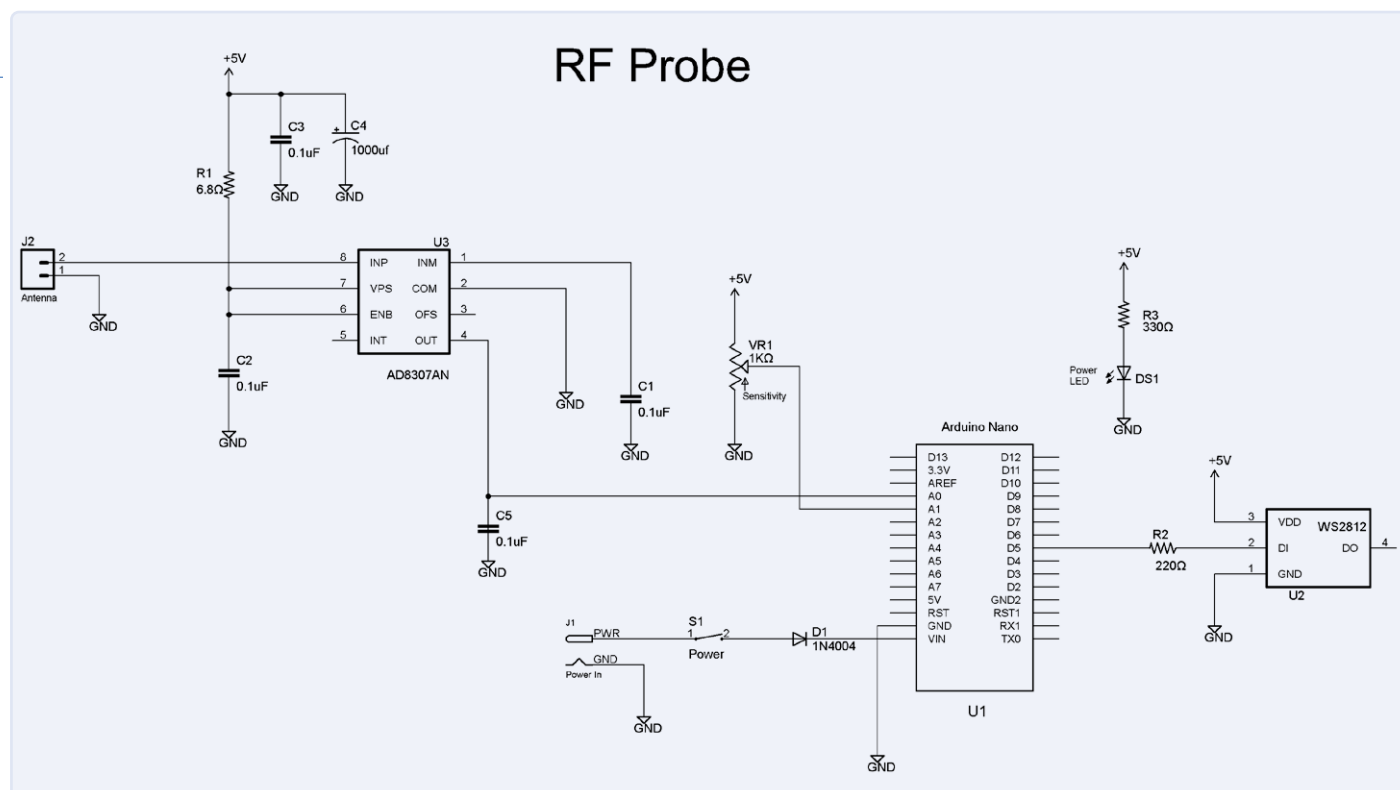 RF Probe
+5V
C3
0.1uF
+
C4
1000uf
R1
6.8Ω
GND
GND
J2
2
1
Antenna
GND
U3
8 INP INM 1
7 VPS COM 2
6 ENB OFS 3
5 INT OUT 4
AD8307AN
C2
0.1uF
GND
GND
C1
0.1uF
GND
+5V
VR1
1KΩ
Sensitivity
GND
+5V
R3
330Ω
Power
LED
DS1
GND
C5
0.1uF
GND
Arduino Nano
D13 D12
3.3V D11
AREF D10
A0 D9
A1 D8
A2 D7
A3 D6
A4 D5
A5 D4
A6 D3
A7 D2
5V GND2
RST RST1
GND RX1
VIN TX0
U1
GND
J1
PWR
GND
Power In
GND
S1
1 2
Power
D1
1N4004
R2
220Ω
+5V
3 VDD WS2812
2 DI DO 4
1 GND
U2
GND